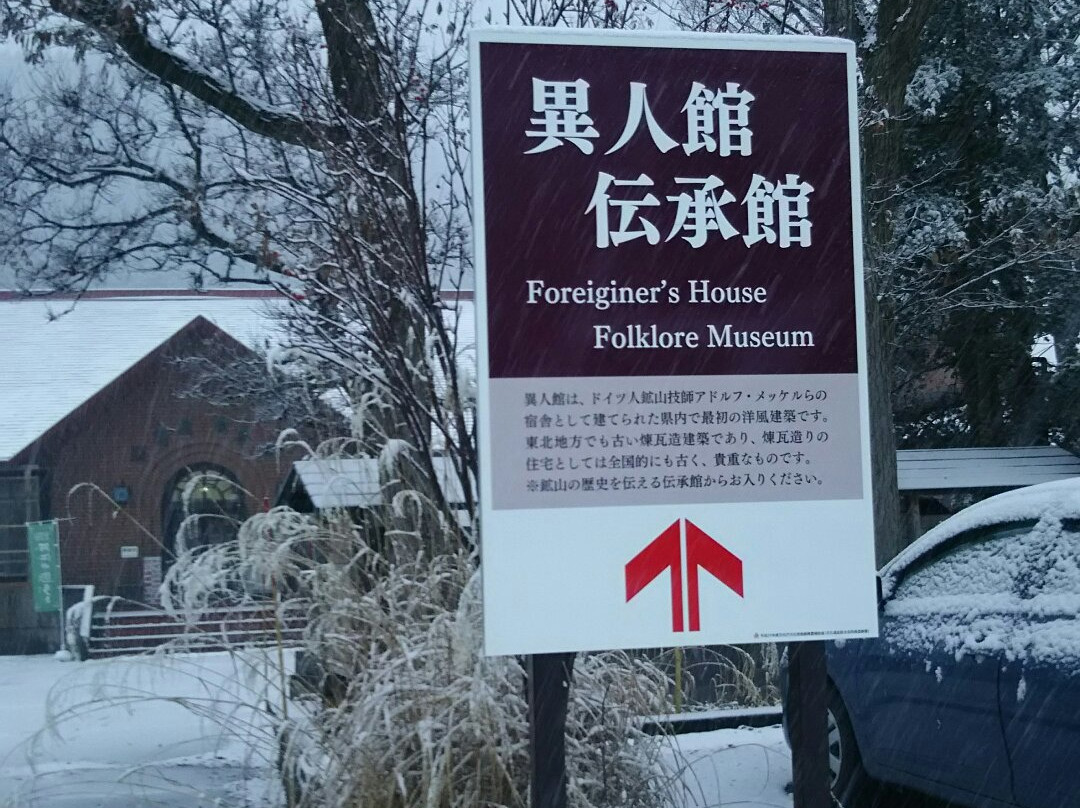 異人館
伝承館
Foreiginer's House
Folklore Museum
異人館は、ドイツ人鉱山技師アドルフ・メッケルらの
宿舎として建てられた県内で最初の洋風建築です。
東北地方でも古い煉瓦造建築であり、煉瓦造りの
住宅としては全国的にも古く、貴重なものです。
※鉱山の歴史を伝える伝承館からお入りください。